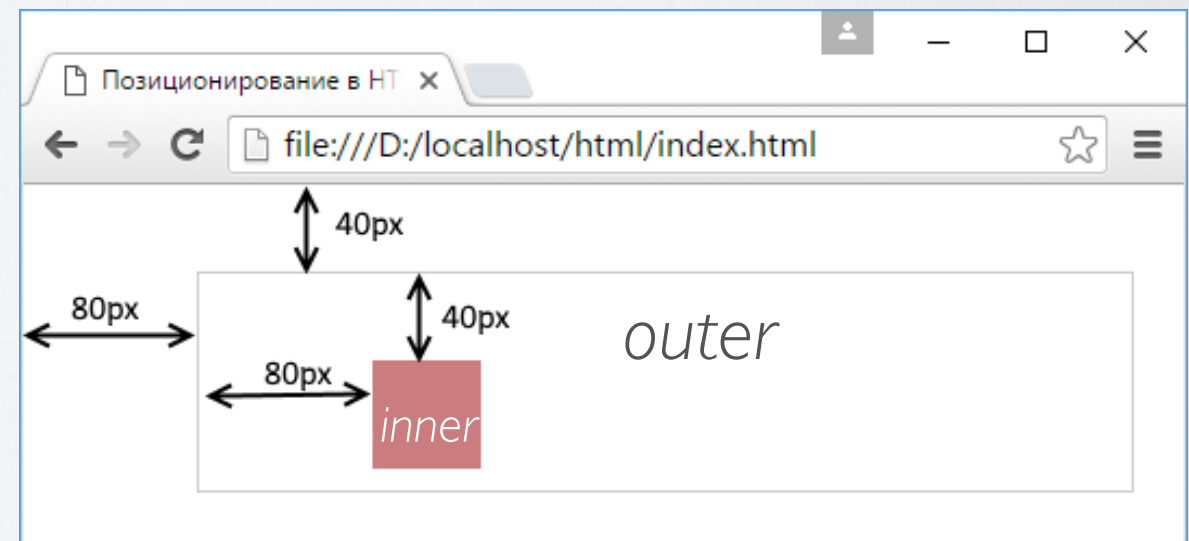 Позиционирование в HT
file:///D:/localhost/html/index.html
40px
80px
40px
outer
80px
inner